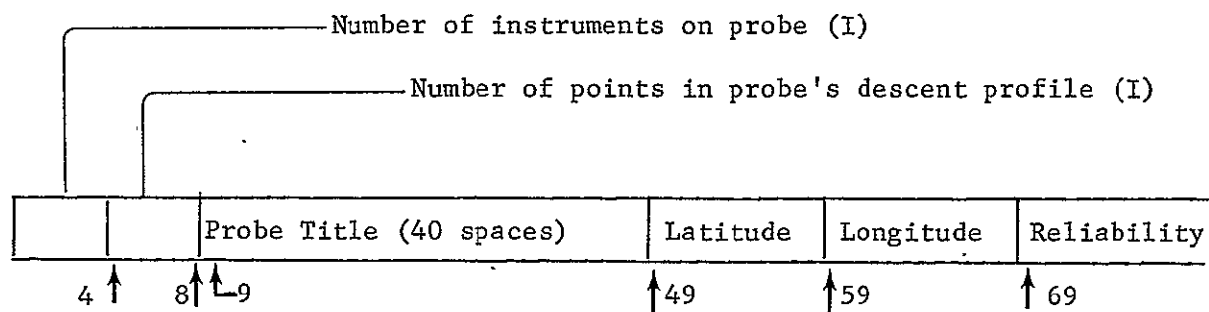 Number of instruments on probe (I)
Number of points in probe's descent profile (I)
Probe Title (40 spaces) Latitude Longitude Reliability
4 8 9 49 59 69